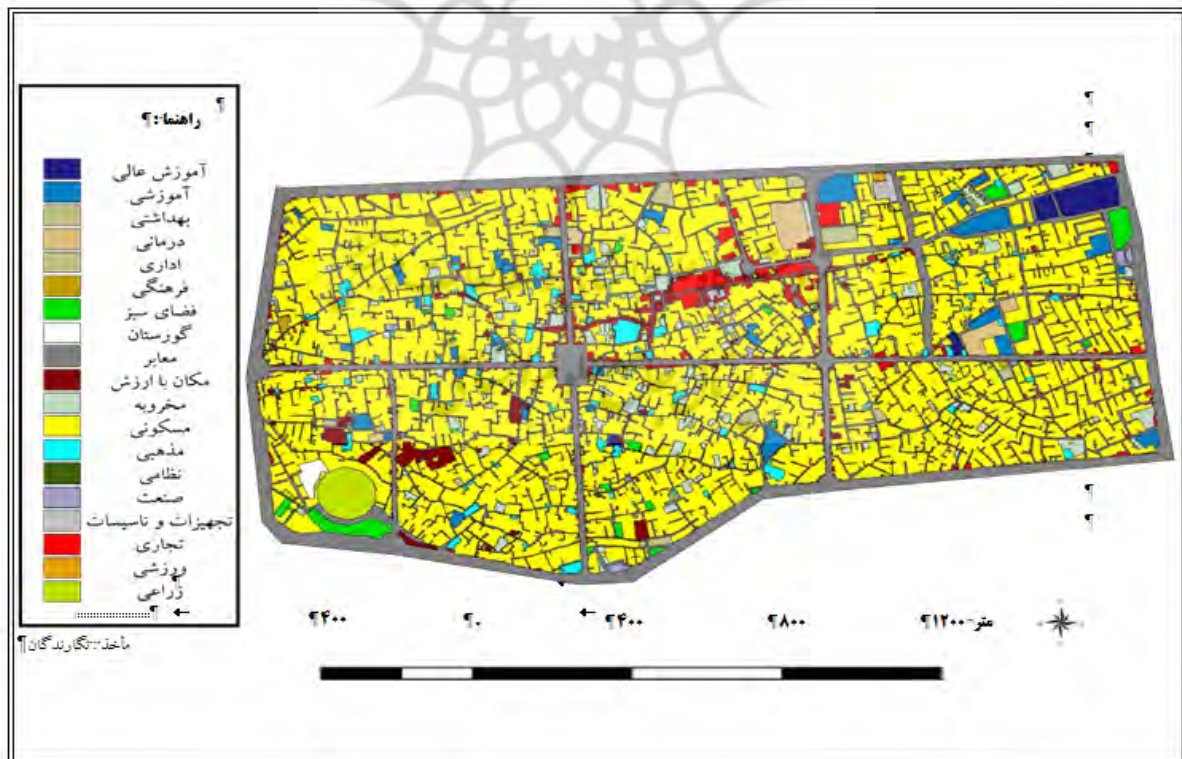 ¶
راهنما:¶
آموزش عالی
آموزشی
بهداشتی
درمانی
اداری
فرهنگی
فضای سبز
گورستان
معابر
مکان با ارزش
مخروبه
مسکونی
مذهبی
نظامی
صنعت
تجهیزات و تاسیسات
تجاری
ورزشی
¶
زراعی
¶
¶
¶
¶
¶
¶
¶۴۰۰ ¶۰ ¶۴۰۰ ¶۸۰۰ ¶۱۲۰۰-متر
مأخذ:نگارندگان¶